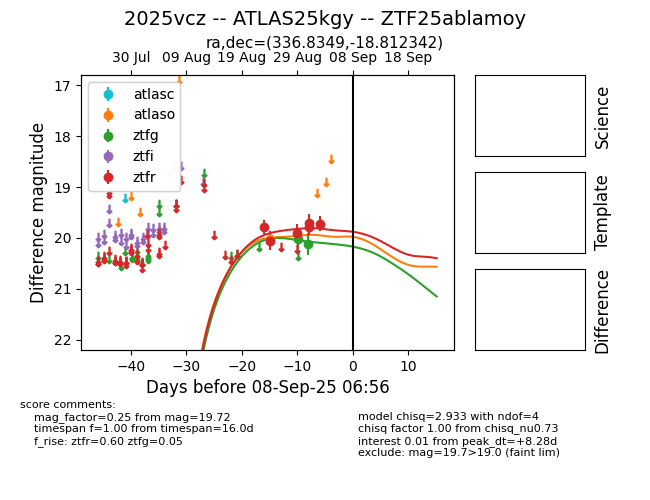 2025vcz -- ATLAS25kgy -- ZTF25ablamoy
ra,dec=(336.8349,-18.812342)
30 Jul 09 Aug 19 Aug 29 Aug 08 Sep 18 Sep
17
18
19
20
21
22
Difference magnitude
atlasc
atlaso
ztfg
ztfi
ztfr
−40 −30 −20 −10 0 10
Days before 08-Sep-25 06:56
Science
Template
Difference
score comments:
mag_factor=0.25 from mag=19.72
timespan f=1.00 from timespan=16.0d
f_rise: ztfr=0.60 ztfg=0.05
model chisq=2.933 with ndof=4
chisq factor 1.00 from chisq_nu0.73
interest 0.01 from peak_dt=+8.28d
exclude: mag=19.7>19.0 (faint lim)